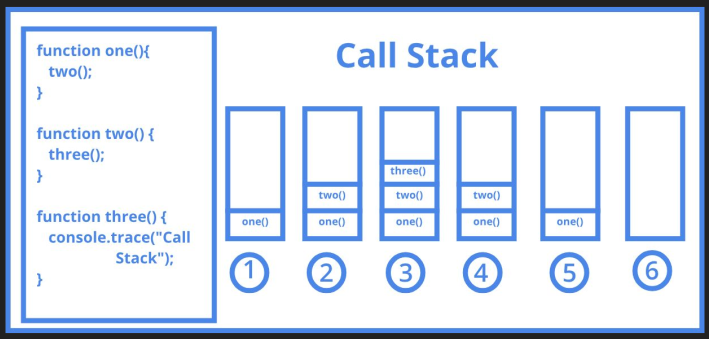 function one(){
two();
}
function two() {
three();
}
function three() {
console.trace("Call
Stack");
}
Call Stack
one()
two()
one()
three()
two()
one()
two()
one()
one()
1
2
3
4
5
6